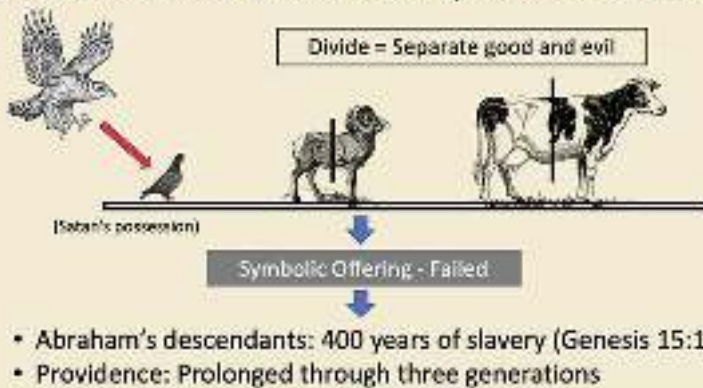 Divide = Separate good and evil
(Satan's possession)
Symbolic Offering - Failed
• Abraham's descendants: 400 years of slavery (Genesis 15:1
• Providence: Prolonged through three generations